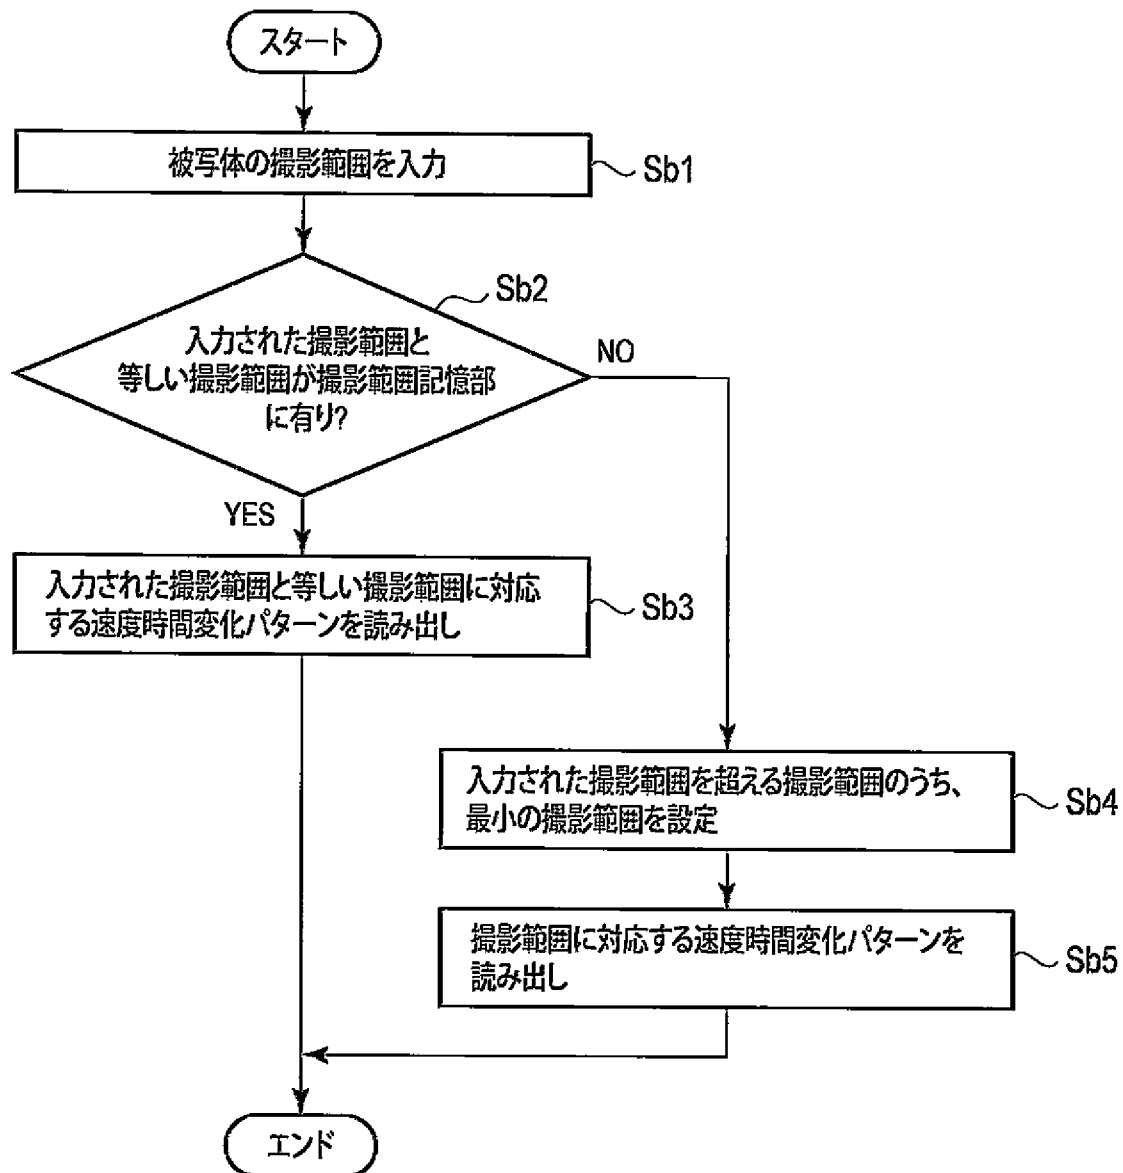 スタート
被写体の撮影範囲を入力
Sb1
Sb2
入力された撮影範囲と
等しい撮影範囲が撮影範囲記憶部
に有り?
NO
YES
入力された撮影範囲と等しい撮影範囲に対応
する速度時間変化パターンを読み出し
Sb3
入力された撮影範囲を超える撮影範囲のうち、
最小の撮影範囲を設定
Sb4
撮影範囲に対応する速度時間変化パターンを
読み出し
Sb5
エンド